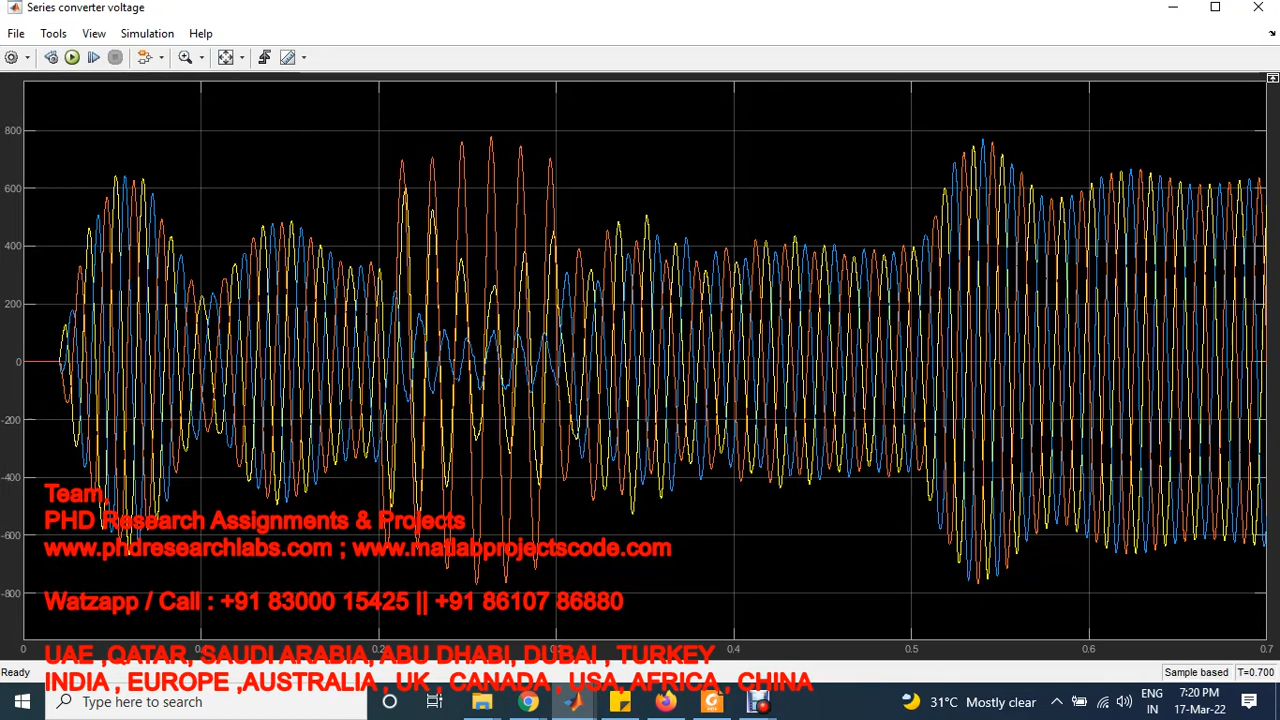 Series converter voltage
File Tools View Simulation Help
800
600
400
200
0
-200
-400
-600
-800
0 0.2 0.3 0.4 0.5 0.6 0.7
Team,
PHD Research Assignments & Projects
www.phdresearchlabs.com ; www.matlabprojectscode.com
Watzapp / Call : +91 83000 15425 || +91 86107 86880
UAE ,QATAR, SAUDI ARABIA, ABU DHABI, DUBAI , TURKEY
INDIA , EUROPE ,AUSTRALIA , UK , CANADA , USA, AFRICA , CHINA
Ready
Sample based T=0.700
Type here to search
31°C Mostly clear
ENG
IN
7:20 PM
17-Mar-22